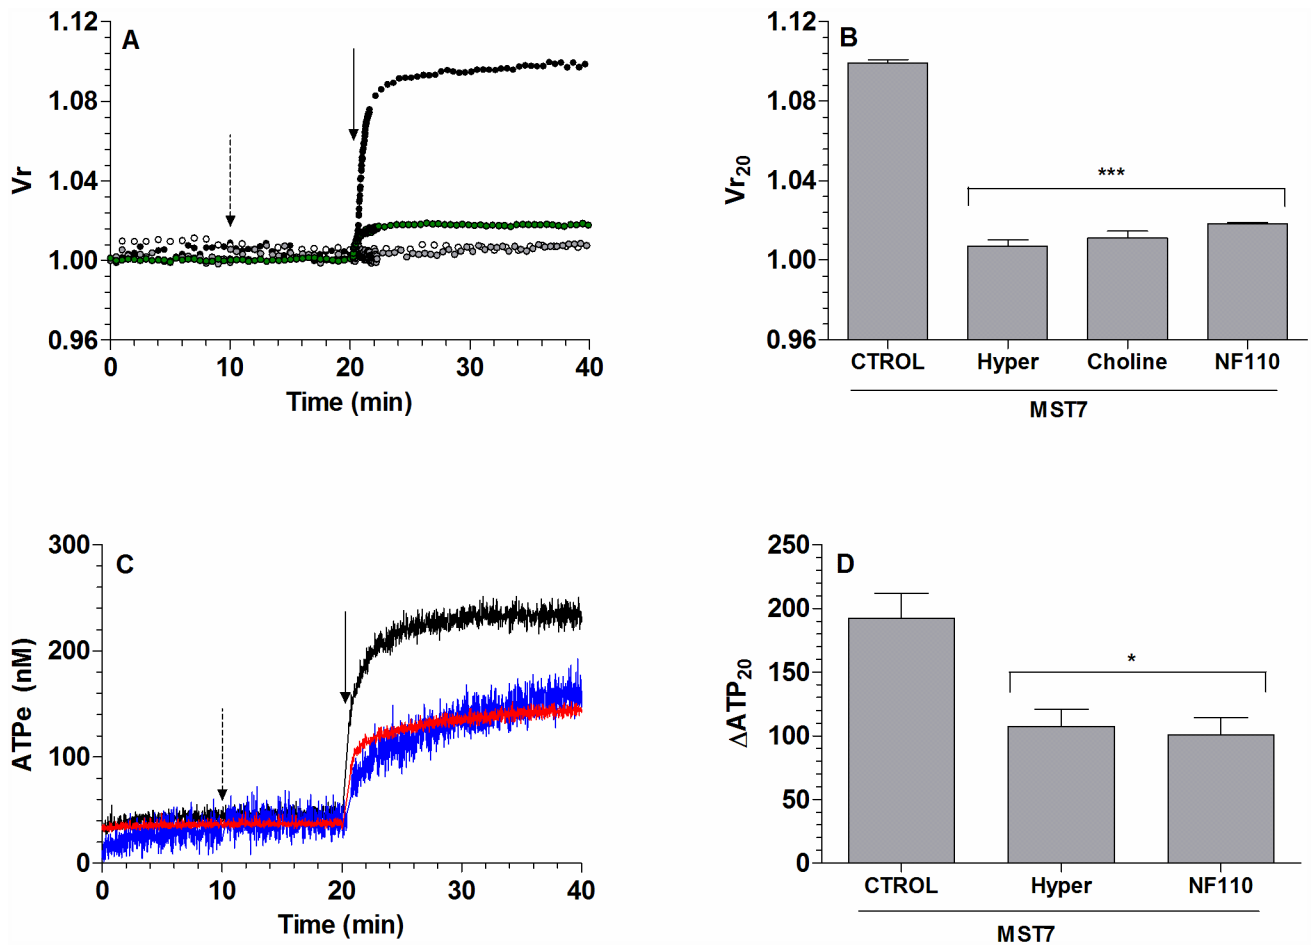 A
1.12
1.08
1.04
1.00
0.96
Vr
0 10 20 30 40
Time (min)
B
1.12
1.08
1.04
1.00
0.96
Vr20
***
CTROL Hyper Choline NF110
MST7
C
300
200
100
0
ATPe (nM)
0 10 20 30 40
Time (min)
D
250
200
150
100
50
0
ΔATP20
*
CTROL Hyper NF110
MST7